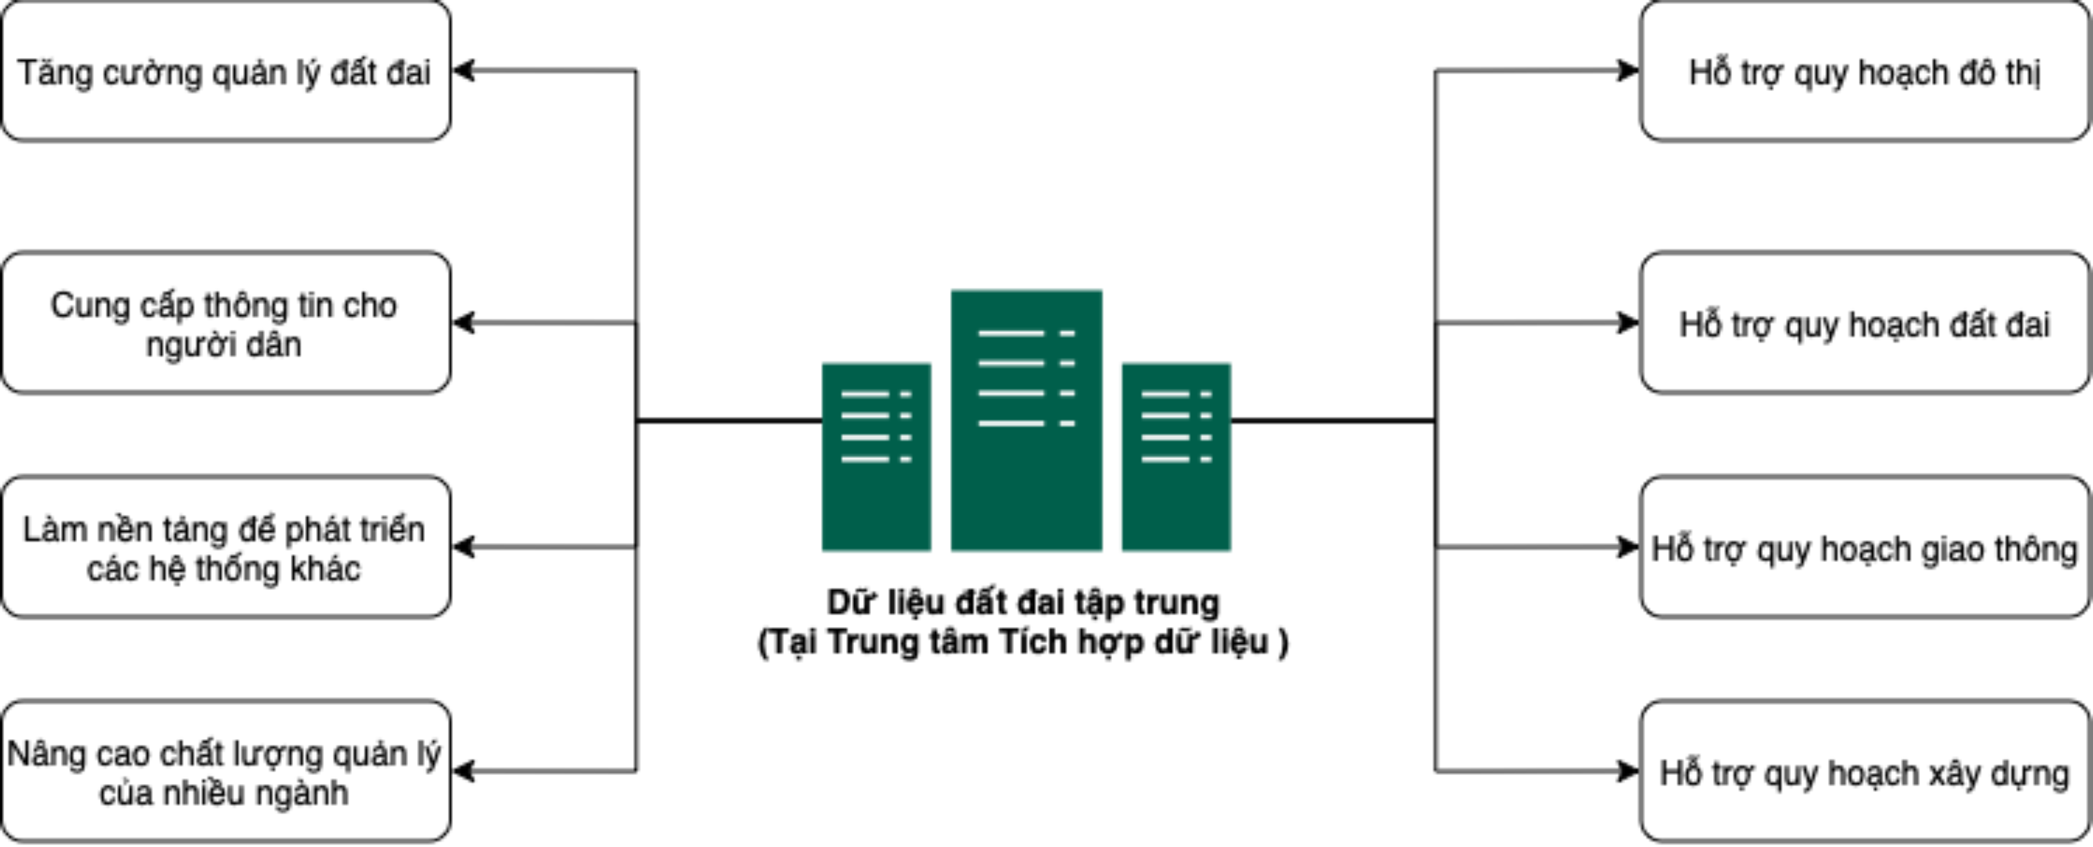 Tăng cường quản lý đất đai
Cung cấp thông tin cho
người dân
Làm nền tảng để phát triển
các hệ thống khác
Nâng cao chất lượng quản lý
của nhiều ngành
Dữ liệu đất đai tập trung
(Tại Trung tâm Tích hợp dữ liệu )
Hỗ trợ quy hoạch đô thị
Hỗ trợ quy hoạch đất đai
Hỗ trợ quy hoạch giao thông
Hỗ trợ quy hoạch xây dựng